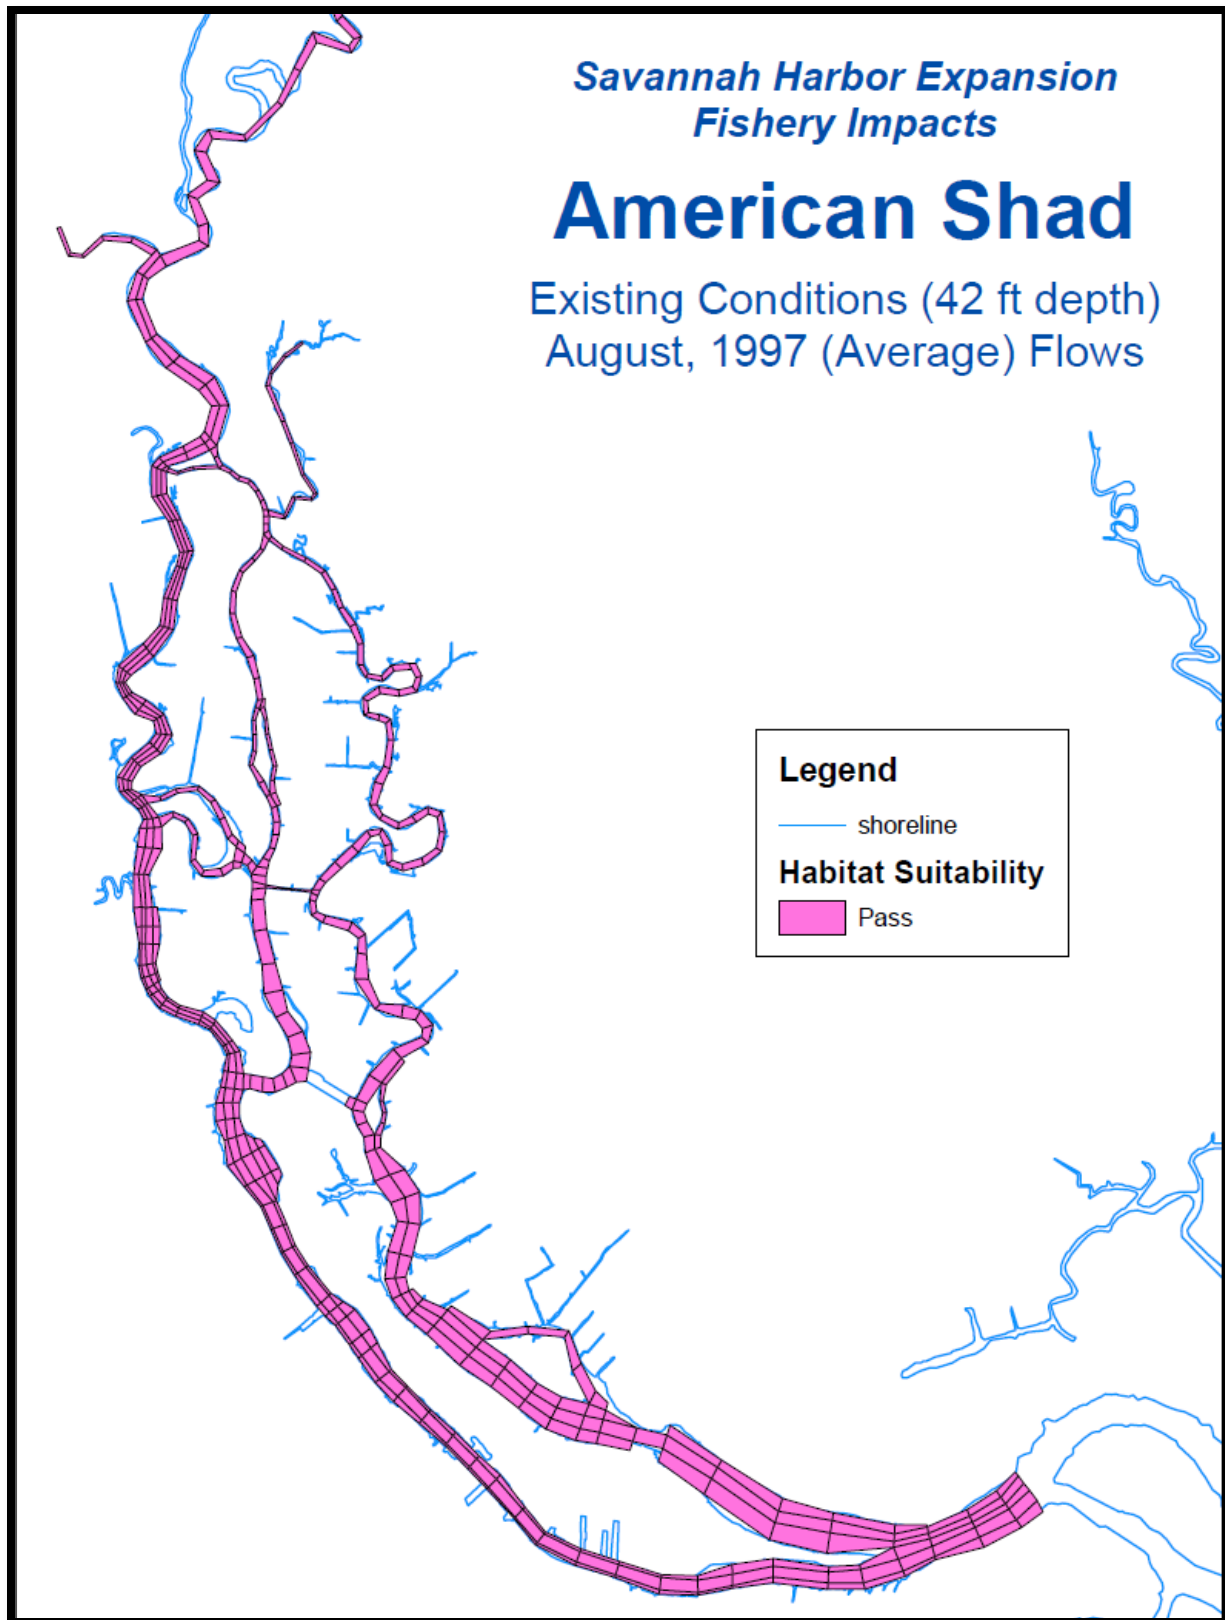 Savannah Harbor Expansion
Fishery Impacts
American Shad
Existing Conditions (42 ft depth)
August, 1997 (Average) Flows
Legend
shoreline
Habitat Suitability
Pass